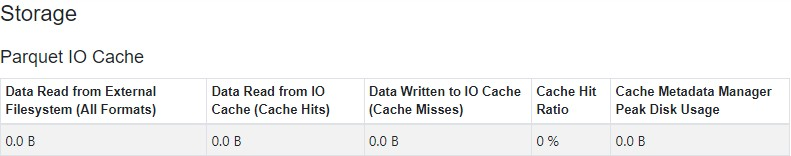 Storage
Parquet IO Cache
Data Read from External Filesystem (All Formats)
Data Read from IO Cache (Cache Hits)
Data Written to IO Cache (Cache Misses)
Cache Hit Ratio
Cache Metadata Manager Peak Disk Usage
0.0 B
0.0 B
0.0 B
0 %
0.0 B